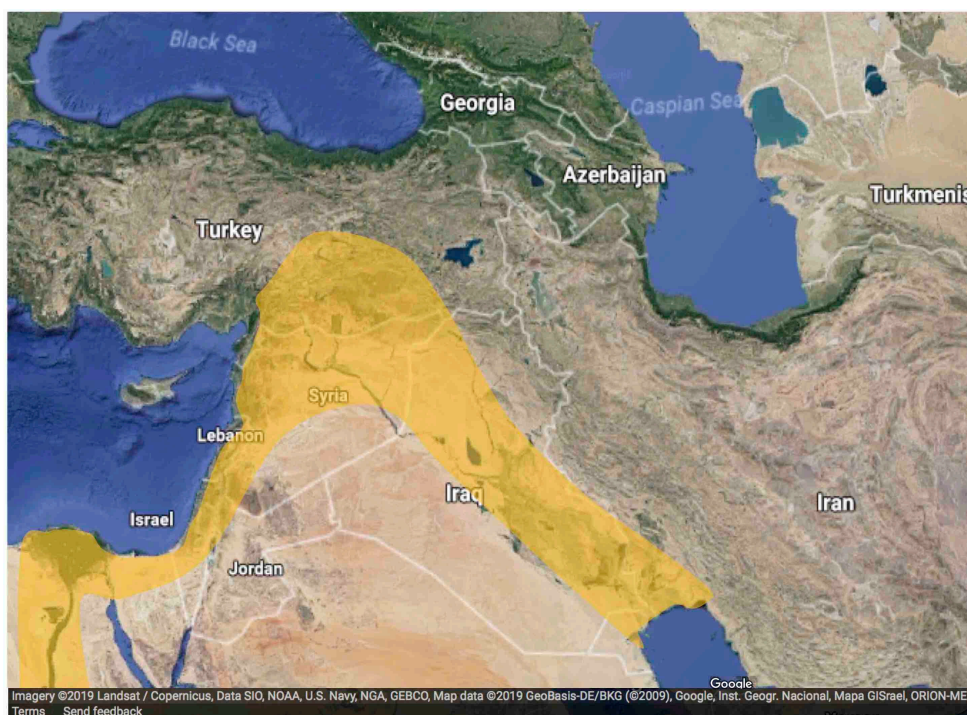 Black Sea
Georgia
Caspian Sea
Azerbaijan
Turkmenis
Turkey
Syria
Lebanon
Iraq
Iran
Israel
Jordan
Google
Imagery ©2019 Landsat / Copernicus, Data SIO, NOAA, U.S. Navy, NGA, GEBCO, Map data ©2019 GeoBasis-DE/BKG (©2009), Google, Inst. Geogr. Nacional, Mapa GISrael, ORION-ME
Terms Send feedback